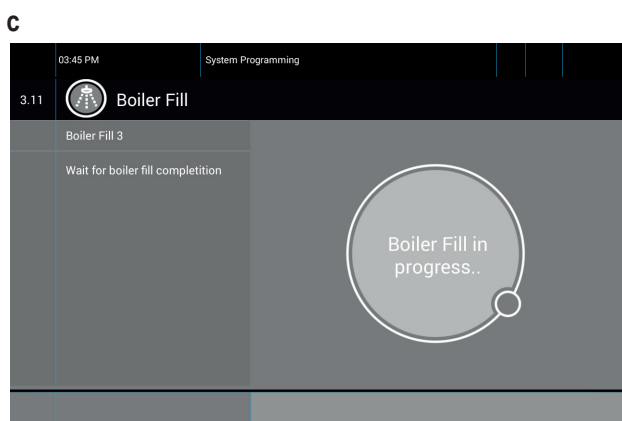 C
03:45 PM System Programming
3.11 Boiler Fill
Boiler Fill 3
Wait for boiler fill completition
Boiler Fill in
progress..